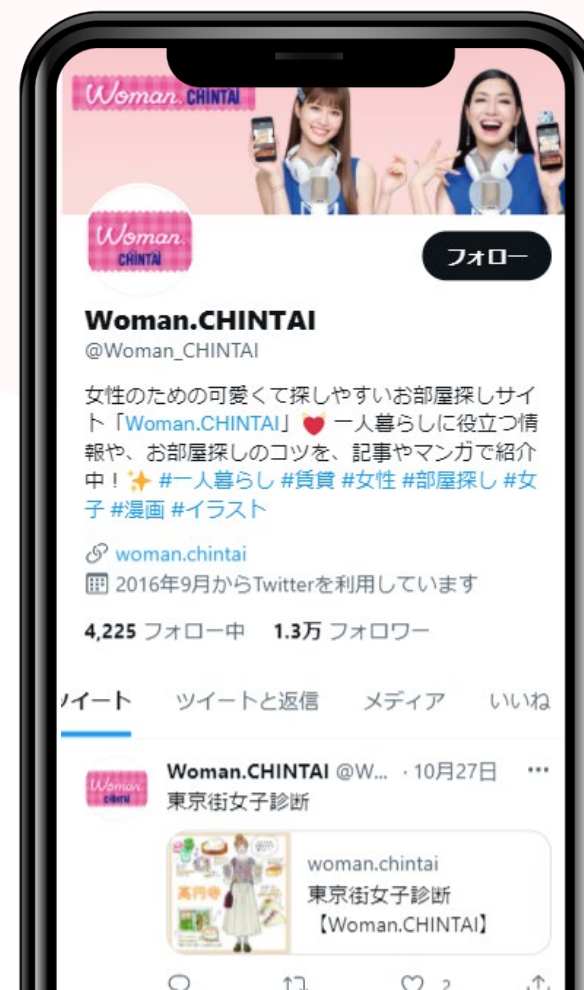 Woman. CHINTAI
Woman.
CHINTAI
フォロー
Woman.CHINTAI
@Woman_CHINTAI
女性のための可愛くて探しやすいお部屋探しサイ
ト「Woman.CHINTAI」💓 一人暮らしに役立つ情
報や、お部屋探しのコツを、記事やマンガで紹介
中！✨ #一人暮らし #賃貸 #女性 #部屋探し #女
子 #漫画 #イラスト
woman.chintai
2016年9月からTwitterを利用しています
4,225 フォロー中 1.3万 フォロワー
ツイート ツイートと返信 メディア いいね
Woman.
CHINTAI
Woman.CHINTAI @W... · 10月27日 ...
東京街女子診断
高円寺
woman.chintai
東京街女子診断
【Woman.CHINTAI】
2